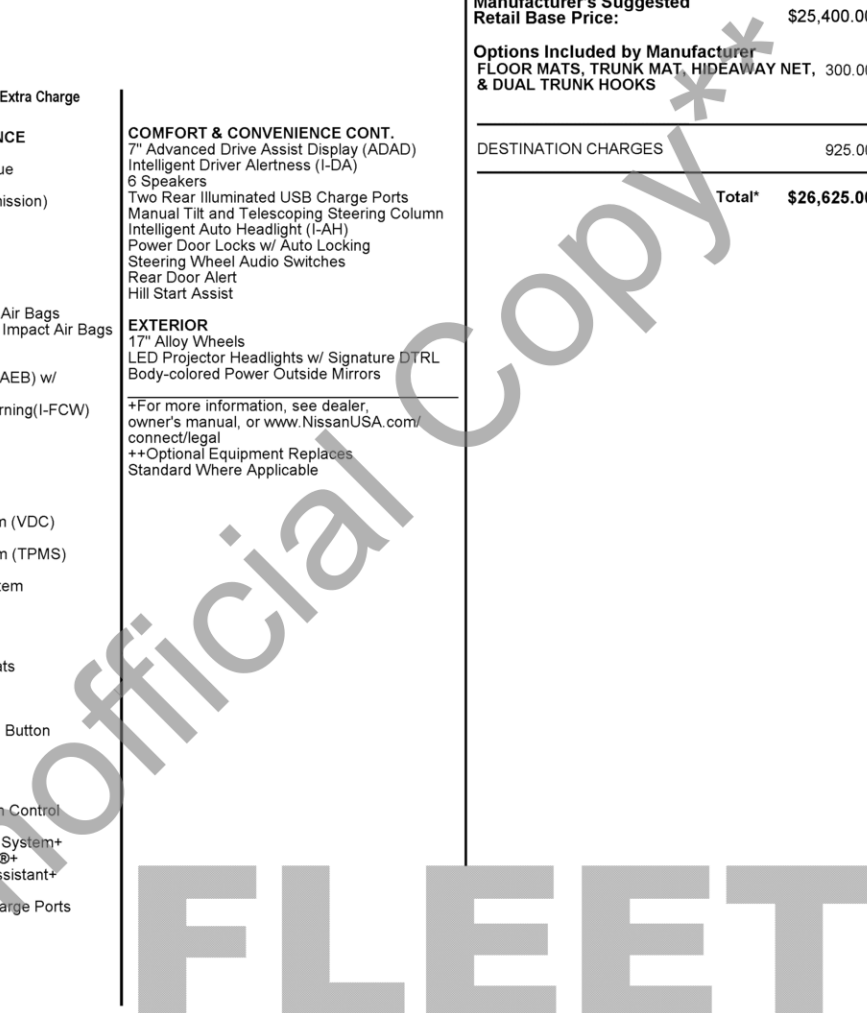 Extra Charge
NCE
ue
ission)
Air Bags
Impact Air Bags
AEB) w/
rning(I-FCW)
m (VDC)
m (TPMS)
tem
ats
Button
n Control
System+
®+
ssistant+
arge Ports
COMFORT & CONVENIENCE CONT.
7" Advanced Drive Assist Display (ADAD)
Intelligent Driver Alertness (I-DA)
6 Speakers
Two Rear Illuminated USB Charge Ports
Manual Tilt and Telescoping Steering Column
Intelligent Auto Headlight (I-AH)
Power Door Locks w/ Auto Locking
Steering Wheel Audio Switches
Rear Door Alert
Hill Start Assist
EXTERIOR
17" Alloy Wheels
LED Projector Headlights w/ Signature DTRL
Body-colored Power Outside Mirrors
+For more information, see dealer,
owner's manual, or www.NissanUSA.com/
connect/legal
++Optional Equipment Replaces
Standard Where Applicable
Manufacturer's Suggested
Retail Base Price: $25,400.00
Options Included by Manufacturer
FLOOR MATS, TRUNK MAT, HIDEAWAY NET, 300.00
& DUAL TRUNK HOOKS
DESTINATION CHARGES 925.00
Total* $26,625.00
nofficial Copy**
FLEET